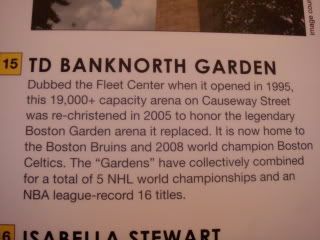 image cour
15 TD BANKNORTH GARDEN
Dubbed the Fleet Center when it opened in 1995,
this 19,000+ capacity arena on Causeway Street
was re-christened in 2005 to honor the legendary
Boston Garden arena it replaced. It is now home to
the Boston Bruins and 2008 world champion Boston
Celtics. The “Gardens” have collectively combined
for a total of 5 NHL world championships and an
NBA league-record 16 titles.
6 ISABELLA STEWART